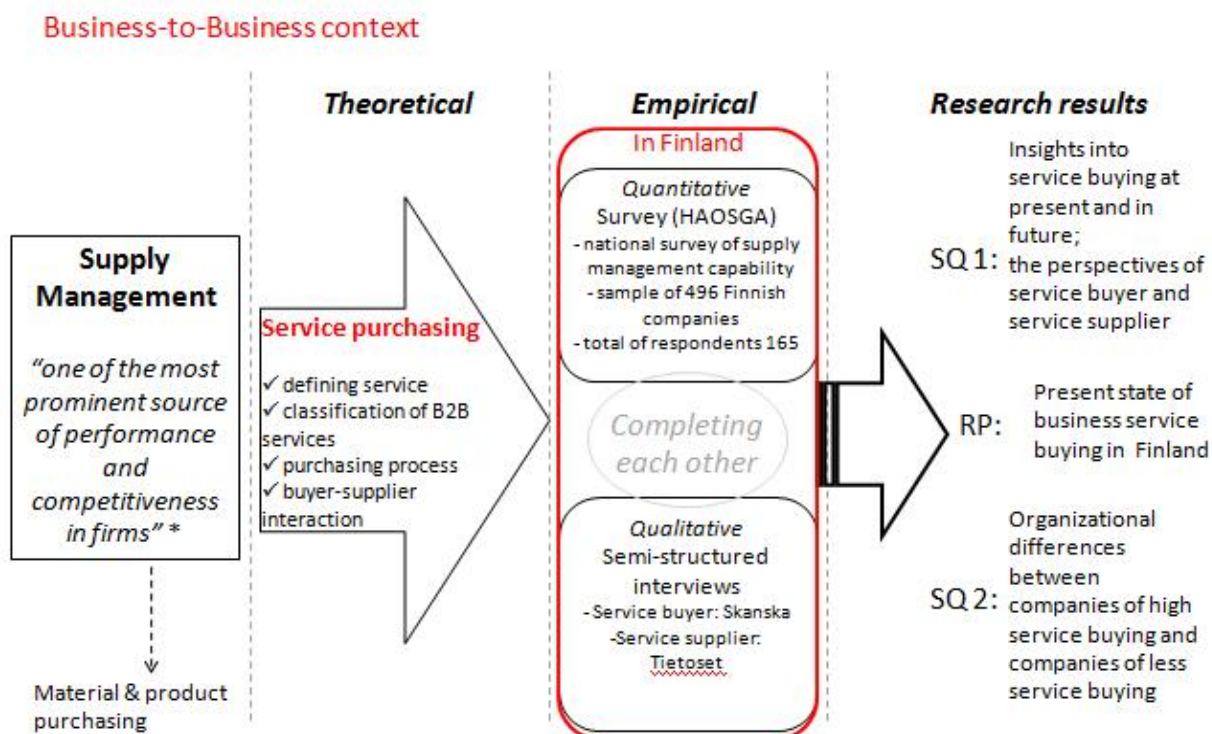 Business-to-Business context
Theoretical
Empirical
Research results
Supply
Management
“one of the most
prominent source
of performance
and
competitiveness
in firms” *
Material & product
purchasing
Service purchasing
✓ defining service
✓ classification of B2B
services
✓ purchasing process
✓ buyer-supplier
interaction
In Finland
Quantitative
Survey (HAOSGA)
- national survey of supply
management capability
- sample of 496 Finnish
companies
- total of respondents 165
Completing
each other
Qualitative
Semi-structured
interviews
- Service buyer: Skanska
-Service supplier:
Tietoset
SQ 1:
Insights into
service buying at
present and in
future;
the perspectives of
service buyer and
service supplier
RP:
Present state of
business service
buying in Finland
SQ 2:
Organizational
differences
between
companies of high
service buying and
companies of less
service buying